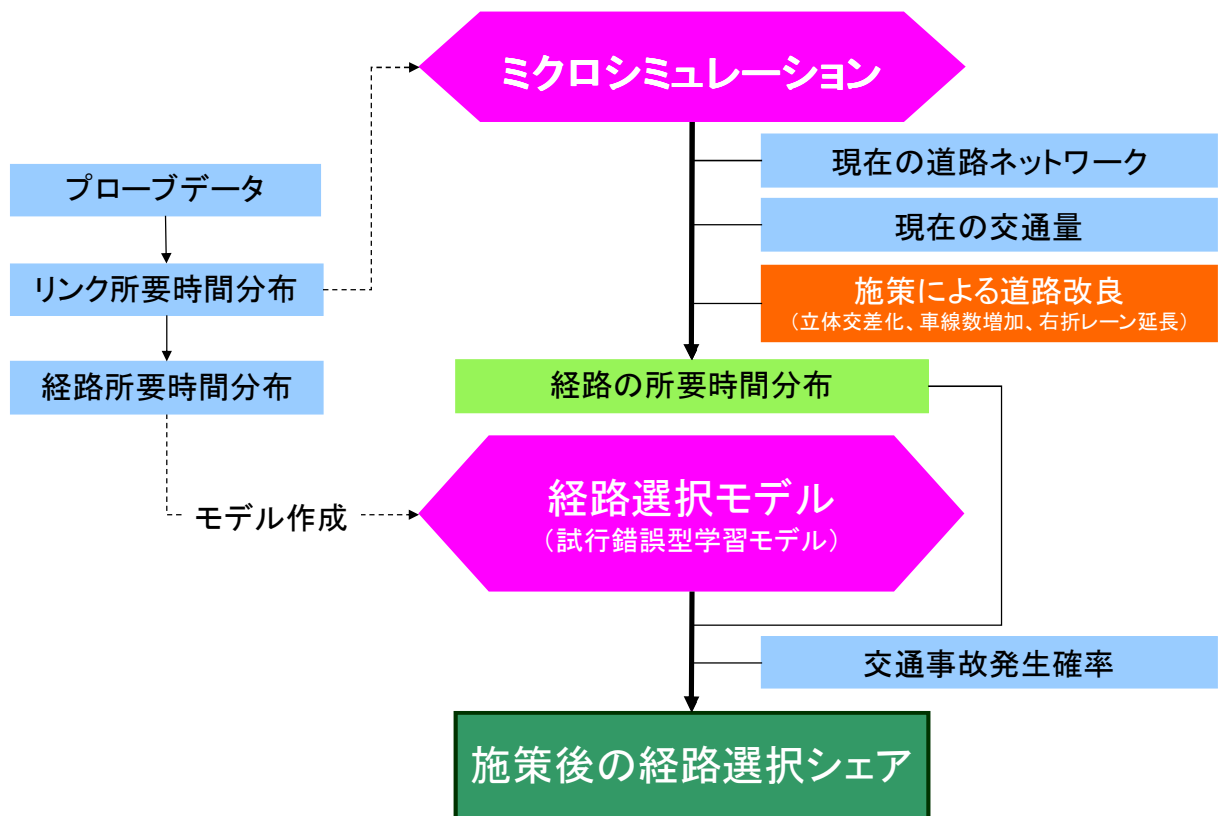 ミクロシミュレーション
現在の道路ネットワーク
プローブデータ
現在の交通量
リンク所要時間分布
施策による道路改良
（立体交差化、車線数増加、右折レーン延長）
経路所要時間分布
経路の所要時間分布
経路選択モデル
（試行錯誤型学習モデル）
モデル作成
交通事故発生確率
施策後の経路選択シェア